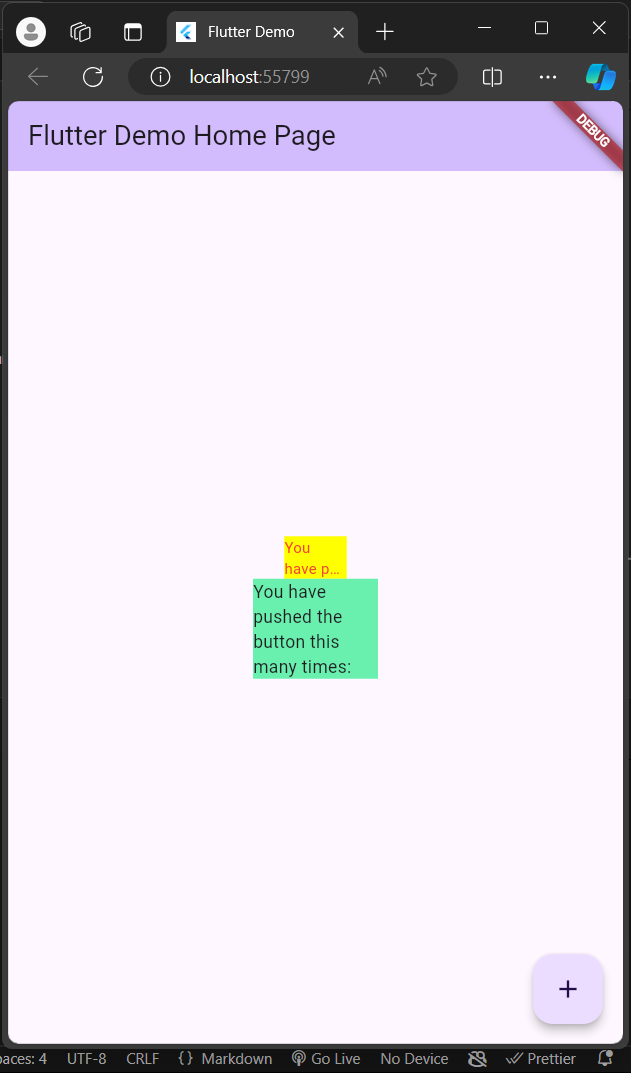 Flutter Demo
localhost:55799
Flutter Demo Home Page
DEBUG
You
have p...
You have
pushed the
button this
many times:
paces: 4 UTF-8 CRLF {} Markdown Go Live No Device Prettier